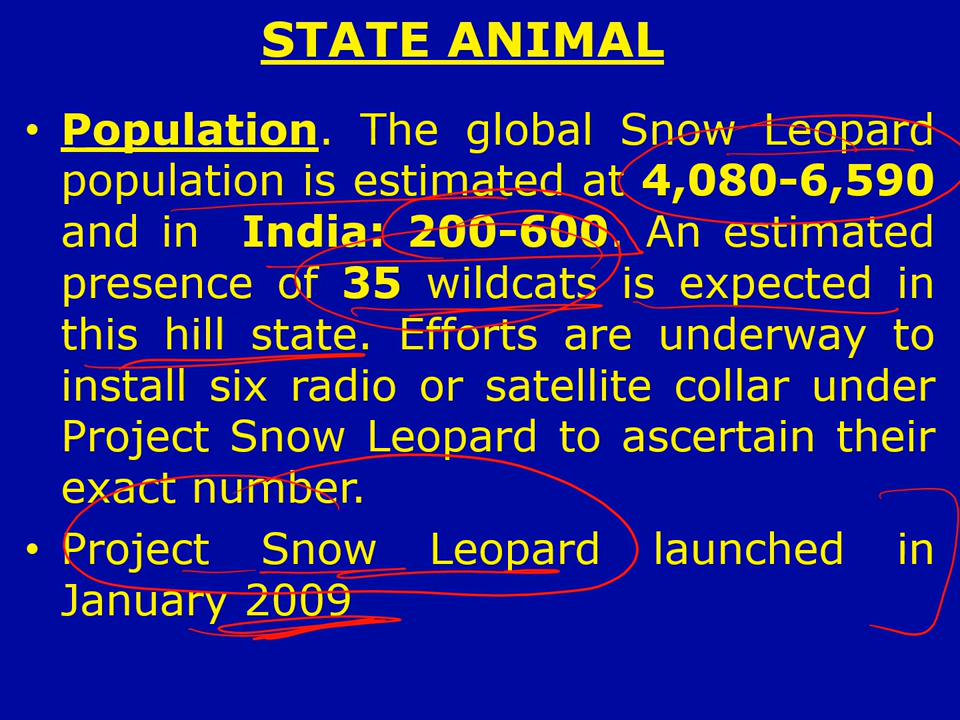 STATE ANIMAL
• Population. The global Snow Leopard
population is estimated at 4,080-6,590
and in India: 200-600. An estimated
presence of 35 wildcats is expected in
this hill state. Efforts are underway to
install six radio or satellite collar under
Project Snow Leopard to ascertain their
exact number.
• Project Snow Leopard launched in
January 2009